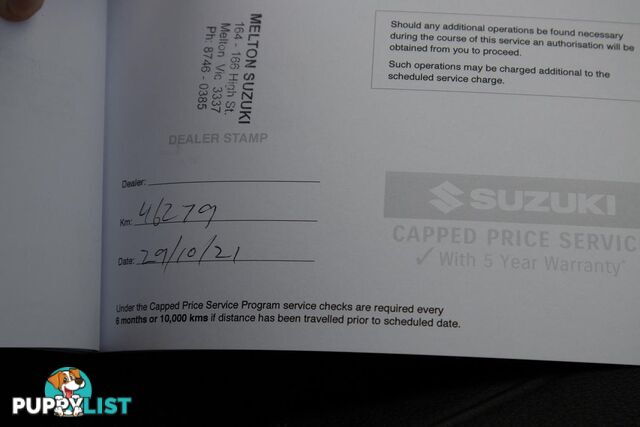 MELTON SUZUKI
164 - 166 High St.
Melton Vic 3337
Ph: 8746 - 0385
DEALER STAMP
Dealer:
Km: 46279
Date: 29/10/21
Should any additional operations be found necessary
during the course of this service an authorisation will be
obtained from you to proceed.
Such operations may be charged additional to the
scheduled service charge.
SUZUKI
CAPPED PRICE SERVIC
✓ With 5 Year Warranty*
Under the Capped Price Service Program service checks are required every
6 months or 10,000 kms if distance has been travelled prior to scheduled date.
PUPPYLIST